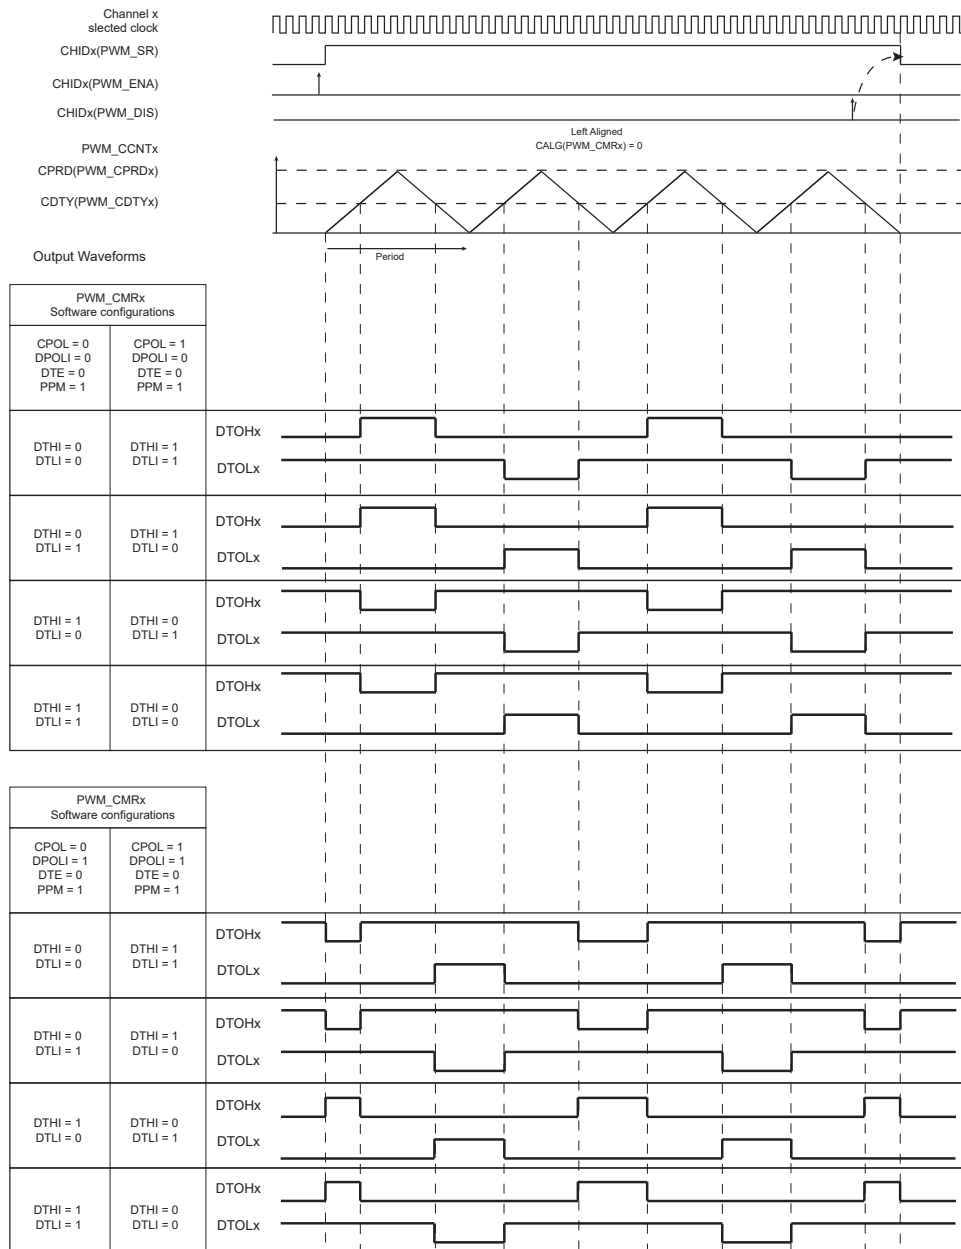 Channel x
slected clock
CHIDx(PWM_SR)
CHIDx(PWM_ENA)
CHIDx(PWM_DIS)
Left Aligned
CALG(PWM_CMRx) = 0
PWM_CCNTx
CPRD(PWM_CPRDx)
CDTY(PWM_CDTYx)
Period
Output Waveforms
PWM_CMRx
Software configurations
CPOL = 0
DPOLI = 0
DTE = 0
PPM = 1
CPOL = 1
DPOLI = 0
DTE = 0
PPM = 1
DTHI = 0
DTLI = 0
DTHI = 1
DTLI = 1
DTOHx
DTOLx
DTHI = 0
DTLI = 1
DTHI = 1
DTLI = 0
DTOHx
DTOLx
DTHI = 1
DTLI = 0
DTHI = 0
DTLI = 1
DTOHx
DTOLx
DTHI = 1
DTLI = 1
DTHI = 0
DTLI = 0
DTOHx
DTOLx
PWM_CMRx
Software configurations
CPOL = 0
DPOLI = 1
DTE = 0
PPM = 1
CPOL = 1
DPOLI = 1
DTE = 0
PPM = 1
DTHI = 0
DTLI = 0
DTHI = 1
DTLI = 1
DTOHx
DTOLx
DTHI = 0
DTLI = 1
DTHI = 1
DTLI = 0
DTOHx
DTOLx
DTHI = 1
DTLI = 0
DTHI = 0
DTLI = 1
DTOHx
DTOLx
DTHI = 1
DTLI = 1
DTHI = 0
DTLI = 0
DTOHx
DTOLx